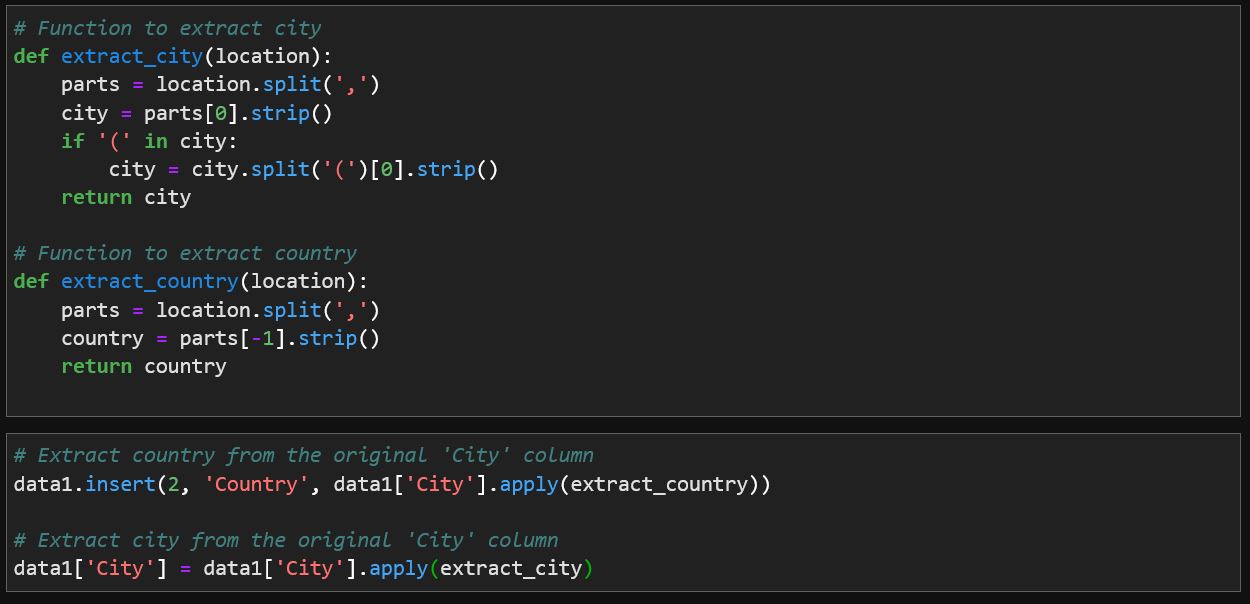 # Function to extract city
def extract_city(location):
    parts = location.split(',')
    city = parts[0].strip()
    if '(' in city:
        city = city.split('(')[0].strip()
    return city

# Function to extract country
def extract_country(location):
    parts = location.split(',')
    country = parts[-1].strip()
    return country

# Extract country from the original 'City' column
data1.insert(2, 'Country', data1['City'].apply(extract_country))

# Extract city from the original 'City' column
data1['City'] = data1['City'].apply(extract_city)